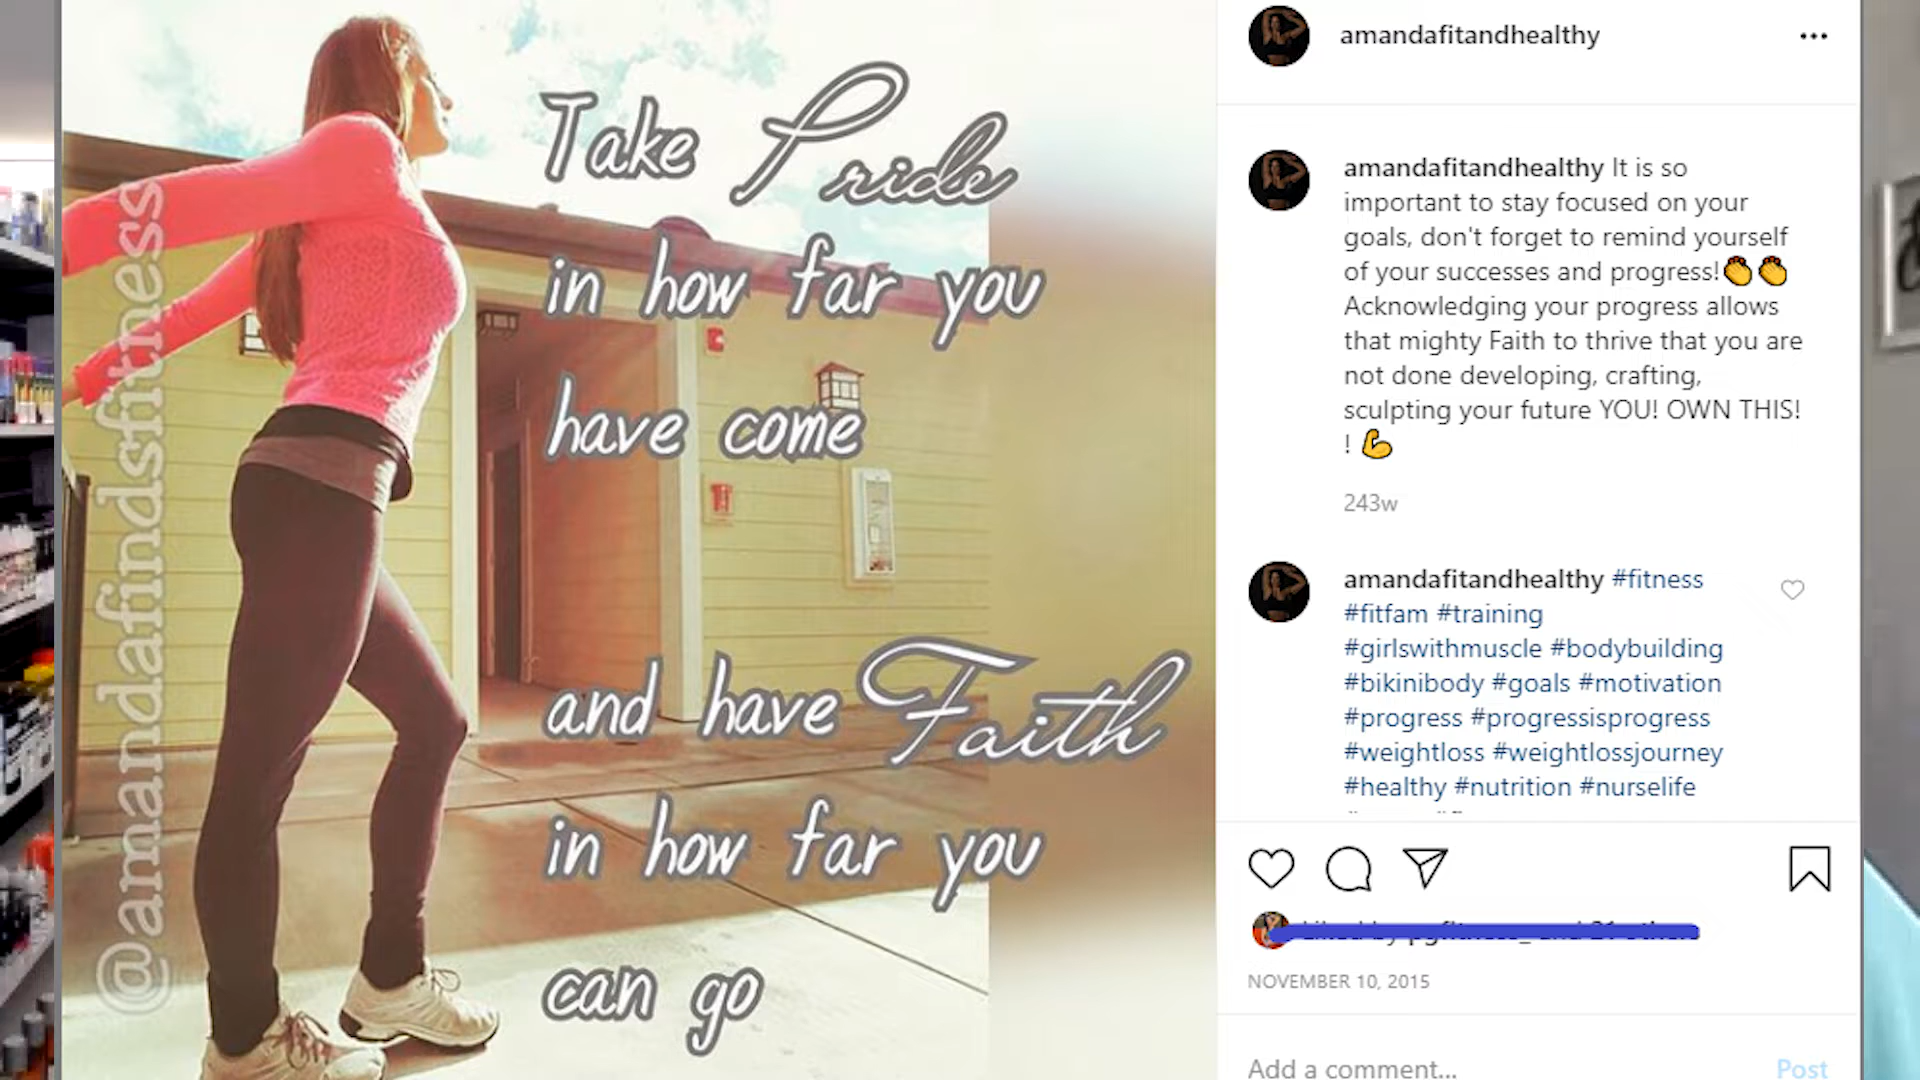 @amandafindsfitness
Take Pride
in how far you
have come
and have Faith
in how far you
can go
amandafitandhealthy
amandafitandhealthy It is so
important to stay focused on your
goals, don't forget to remind yourself
of your successes and progress!👏👏
Acknowledging your progress allows
that mighty Faith to thrive that you are
not done developing, crafting,
sculpting your future YOU! OWN THIS!
! 💪
243w
amandafitandhealthy #fitness
#fitfam #training
#girlswithmuscle #bodybuilding
#bikinibody #goals #motivation
#progress #progressisprogress
#weightloss #weightlossjourney
#healthy #nutrition #nurselife
NOVEMBER 10, 2015
Add a comment...
Post